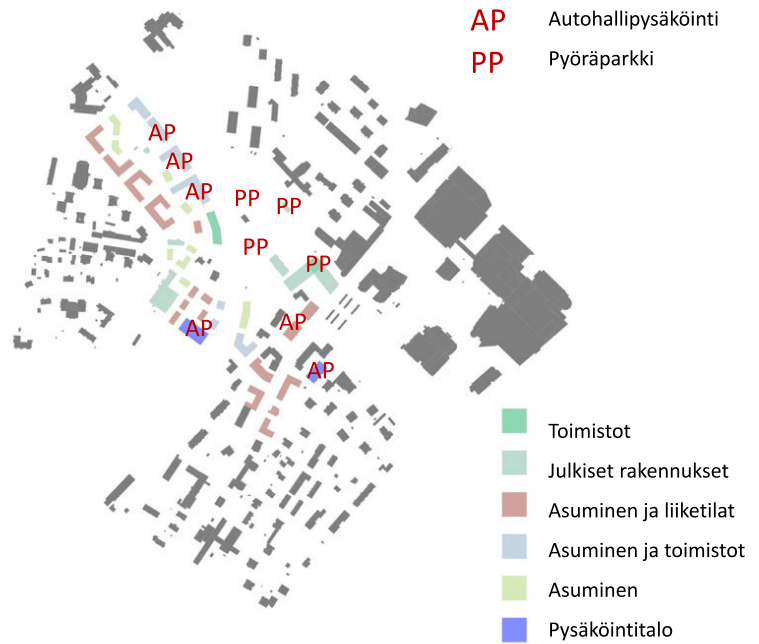 AP Autohallipysäköinti
PP Pyöräparkki
AP
AP
AP
PP
PP
PP
PP
AP
AP
AP
Toimistot
Julkiset rakennukset
Asuminen ja liiketilat
Asuminen ja toimistot
Asuminen
Pysäköintitalo